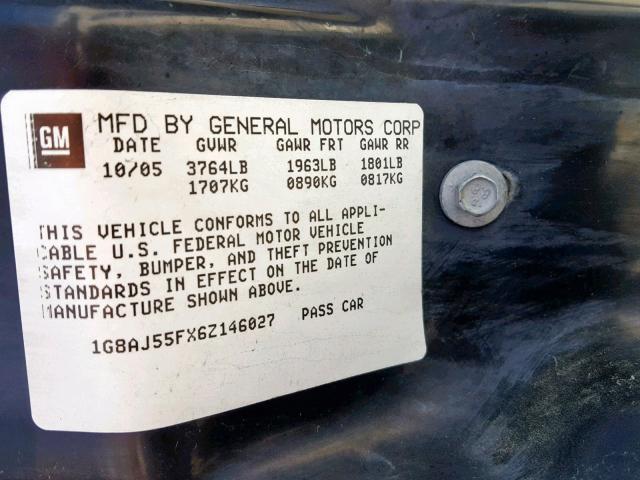 GM
MFD BY GENERAL MOTORS CORP
DATE GVWR GAWR FRT GAWR RR
10/05 3764LB 1963LB 1801LB
1707KG 0890KG 0817KG
THIS VEHICLE CONFORMS TO ALL APPLI-
CABLE U.S. FEDERAL MOTOR VEHICLE
SAFETY, BUMPER, AND THEFT PREVENTION
STANDARDS IN EFFECT ON THE DATE OF
MANUFACTURE SHOWN ABOVE.
1G8AJ55FX6Z146027 PASS CAR